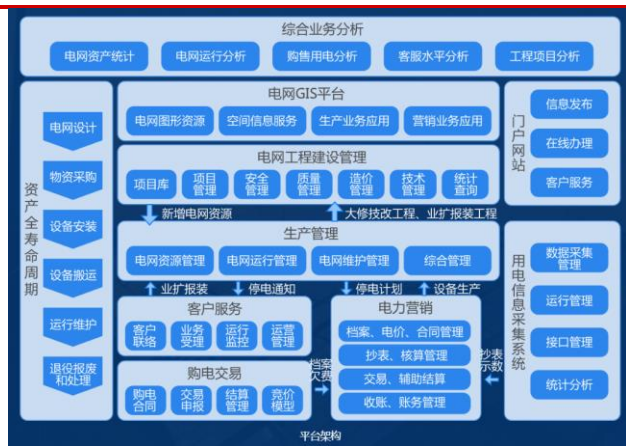 综合业务分析
电网资产统计
电网运行分析
购售用电分析
客服水平分析
工程项目分析
资产全寿命周期
电网设计
物资采购
设备安装
设备搬运
运行维护
退役报废
和处理
电网GIS平台
电网图形资源
空间信息服务
生产业务应用
营销业务应用
电网工程建设管理
项目库
项目
管理
安全
管理
质量
管理
造价
管理
技术
管理
统计
查询
新增电网资源
大修技改工程、业扩报装工程
生产管理
电网资源管理
电网运行管理
电网维护管理
综合管理
业扩报装
停电通知
停电计划
设备生产
客户服务
客户
联络
业务
受理
运行
监控
运营
管理
购电交易
购电
合同
交易
申报
结算
管理
竞价
模型
档案
欠费
电力营销
档案、电价、合同管理
抄表、核算管理
交易、辅助结算
收账、账务管理
抄表
示数
门户网站
信息发布
在线办理
客户服务
用电信息采集系统
数据采集
管理
运行管理
接口管理
统计分析
平台架构